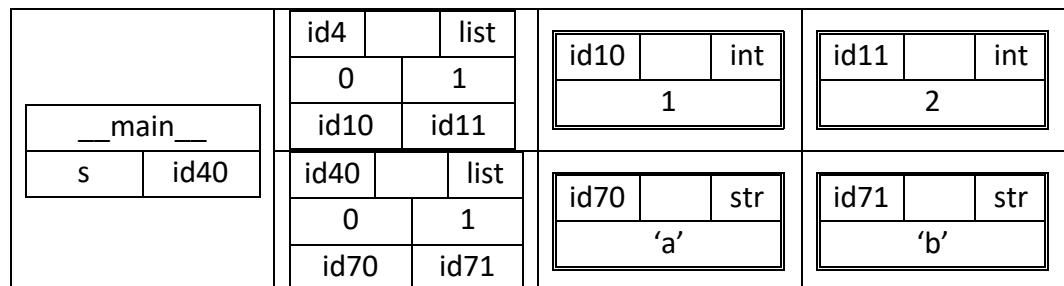 id4 list
id10 int
id11 int
0 1
1
2
id10 id11
__main__
s id40
id40 list
id70 str
id71 str
0 1
‘a’
‘b’
id70 id71